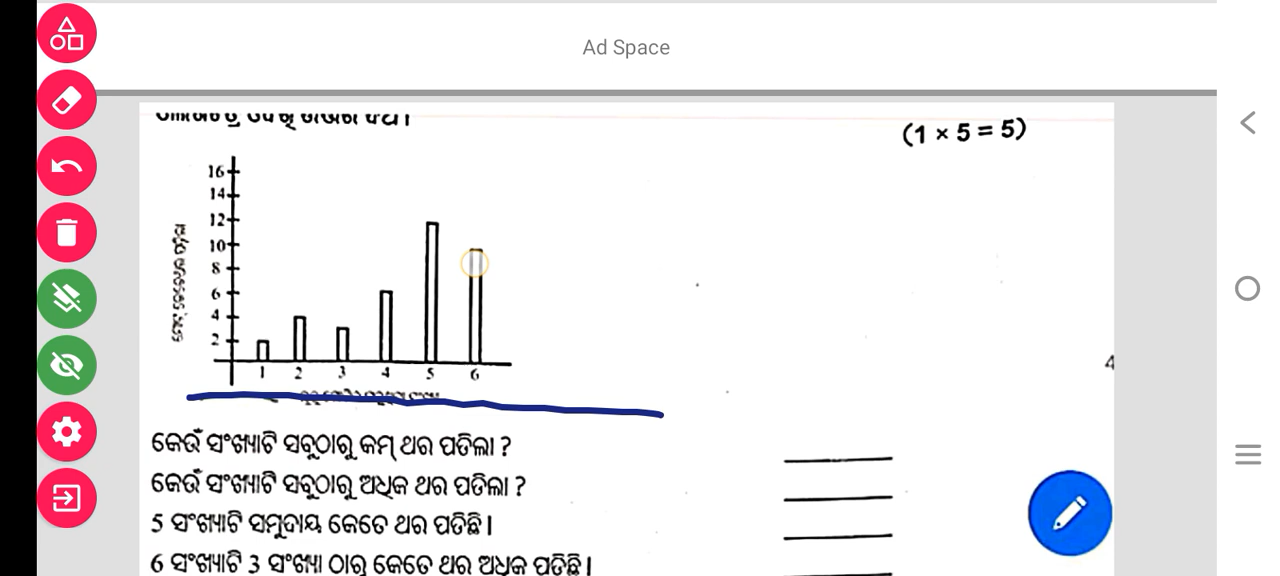 Ad Space
(1 × 5 = 5)
16
14
12
10
8
6
4
2
1 2 3 4 5 6
4
କେଉଁ ସଂଖ୍ୟାଟି ସବୁଠାରୁ କମ୍ ଥର ପଡିଲା ?
କେଉଁ ସଂଖ୍ୟାଟି ସବୁଠାରୁ ଅଧିକ ଥର ପଡିଲା ?
5 ସଂଖ୍ୟାଟି ସମୁଦାୟ କେତେ ଥର ପଡିଛି ।
6 ସଂଖ୍ୟାଟି 3 ସଂଖ୍ୟା ଠାରୁ କେତେ ଥର ଅଧିକ ପଡିଛି ।